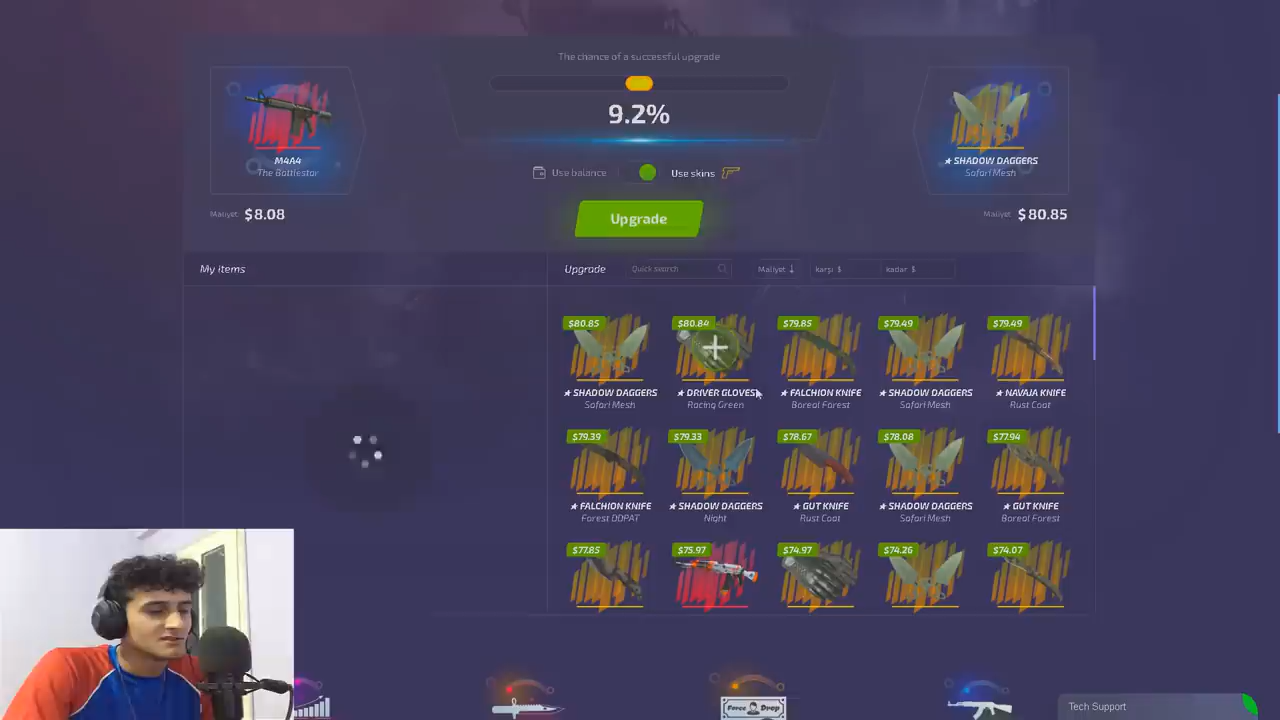 The chance of a successful upgrade
9.2%
M4A4
The Battlestar
★ SHADOW DAGGERS
Safari Mesh
Use balance
Use skins
Maliyet $8.08
Maliyet $80.85
Upgrade
My items
Upgrade
Quick search
Maliyet ↓
karşı $
kadar $
$80.85
$80.84
$79.85
$79.49
$79.49
★ SHADOW DAGGERS
★ DRIVER GLOVES
★ FALCHION KNIFE
★ SHADOW DAGGERS
★ NAVAJA KNIFE
Safari Mesh
Racing Green
Boreal Forest
Safari Mesh
Rust Coat
$79.39
$79.33
$78.67
$78.08
$77.94
★ FALCHION KNIFE
★ SHADOW DAGGERS
★ GUT KNIFE
★ SHADOW DAGGERS
★ GUT KNIFE
Forest DDPAT
Night
Rust Coat
Safari Mesh
Boreal Forest
$77.85
$75.97
$74.97
$74.26
$74.07
Force Drop
Tech Support